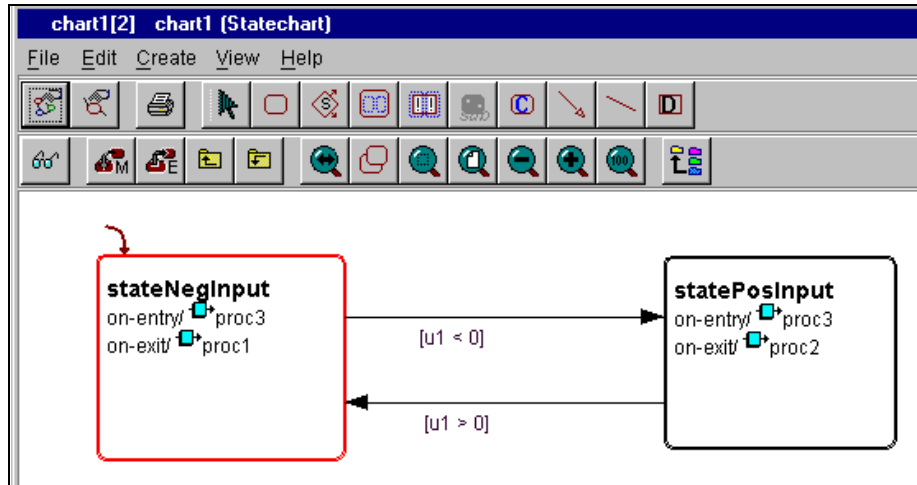 chart1[2] chart1 (Statechart)
File Edit Create View Help
S C D
M E 100
stateNegInput
on-entry/ proc3
on-exit/ proc1
[u1 < 0]
[u1 > 0]
statePosInput
on-entry/ proc3
on-exit/ proc2